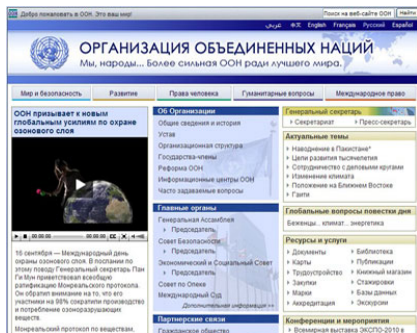 Добро пожаловать в ООН. Это ваш мир!
Поиск на веб-сайте ООН
Найти
عربي 中文 English Français Русский Español
ОРГАНИЗАЦИЯ ОБЪЕДИНЕННЫХ НАЦИЙ
Мы, народы... Более сильная ООН ради лучшего мира.
Мир и безопасность Развитие Права человека Гуманитарные вопросы Международное право
ООН призывает к новым
глобальным усилиям по охране
озонового слоя
00:00:00 00:00:00 CC
16 сентября — Международный день
охраны озонового слоя. В послании по
этому поводу Генеральный секретарь Пан
Ги Мун приветствовал всеобщую
ратификацию Монреальского протокола.
Он обратил внимание на то, что его
участники на 98% сократили производство
и потребление озоноразрушающих
веществ.
Монреальский протокол по веществам,
Об Организации
Общие сведения и история
Устав
Организационная структура
Государства-члены
Реформа ООН
Информационные центры ООН
Часто задаваемые вопросы
Главные органы
Генеральная Ассамблея
Председатель
Совет Безопасности
Председатель
Экономический и Социальный Совет
Председатель
Совет по Опеке
Международный Суд
Дополнительная информация »»
Партнерские связи
Гражданское общество
Генеральный секретарь
Секретариат Пресс-секретарь
Актуальные темы
Наводнение в Пакистане*
Цели развития тысячелетия
Сотрудничество с деловыми кругами
Изменение климата
Положение на Ближнем Востоке
Гаити
Глобальные вопросы повестки дня
Беженцы... климат... энергетика
Ресурсы и услуги
Документы Библиотека
Карты Публикации
Трудоустройство Книжный магазин
Закупки Стажировки
Марки Базы данных
Аккредитация Экскурсии
Конференции и мероприятия
Всемирная выставка ЭКСПО-2010 в